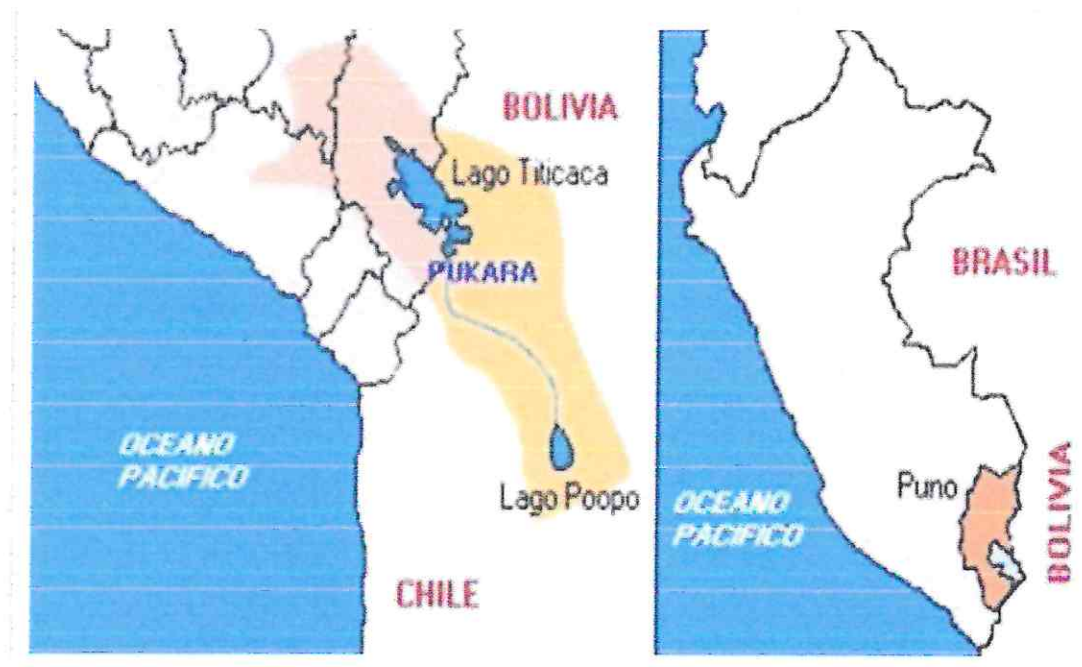 BOLIVIA
Lago Titicaca
PUKARA
OCEANO
PACIFICO
Lago Poopo
CHILE
BRASIL
Puno
OCEANO
PACIFICO
BOLIVIA